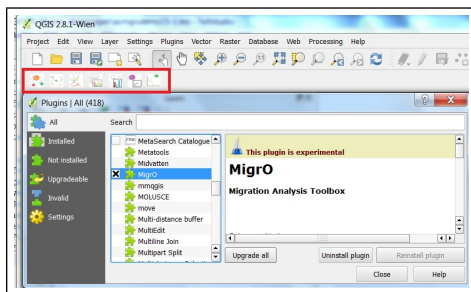 QGIS 2.8.1-Wien
Project Edit View Layer Settings Plugins Vector Raster Database Web Processing Help
Plugins | All (418)
All
Search
Installed
Not installed
Upgradeable
Invalid
Settings
MetaSearch Catalogue
Metatools
Midvatten
MigrO
mmqgis
MOLUSCE
move
Multi-distance buffer
MultiEdit
Multiline Join
Multipart Split
This plugin is experimental
MigrO
Migration Analysis Toolbox
Upgrade all
Uninstall plugin
Reinstall plugin
Close
Help